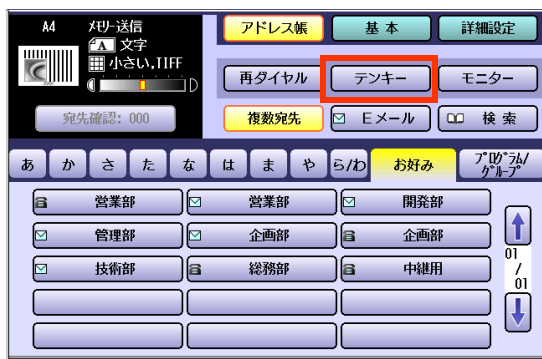 A4 メモリー送信 アドレス帳 基本 詳細設定
A 文字
小さい,TIFF
D
再ダイヤル テンキー モニター
宛先確認: 000 複数宛先 Eメール 検索
あ か さ た な は ま や ら/わ お好み プログラム/
グループ
営業部 営業部 開発部
管理部 企画部 企画部
技術部 総務部 中継用
01
/
01